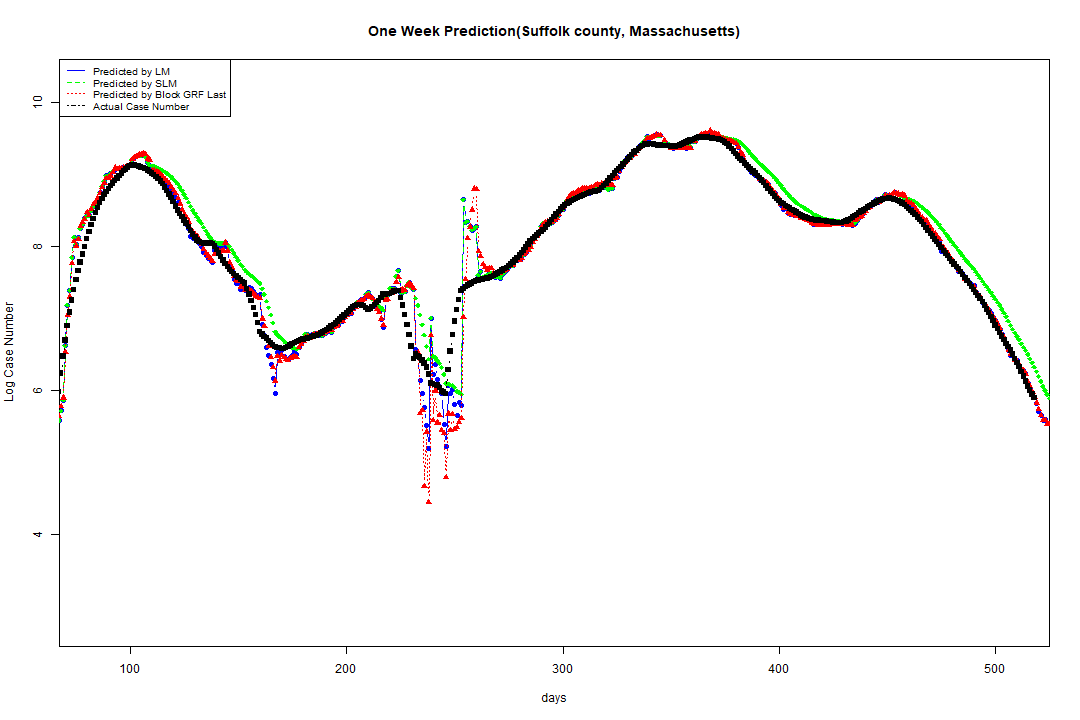 One Week Prediction(Suffolk county, Massachusetts)
Predicted by LM
Predicted by SLM
Predicted by Block GRF Last
Actual Case Number
10
8
6
4
Log Case Number
100 200 300 400 500
days